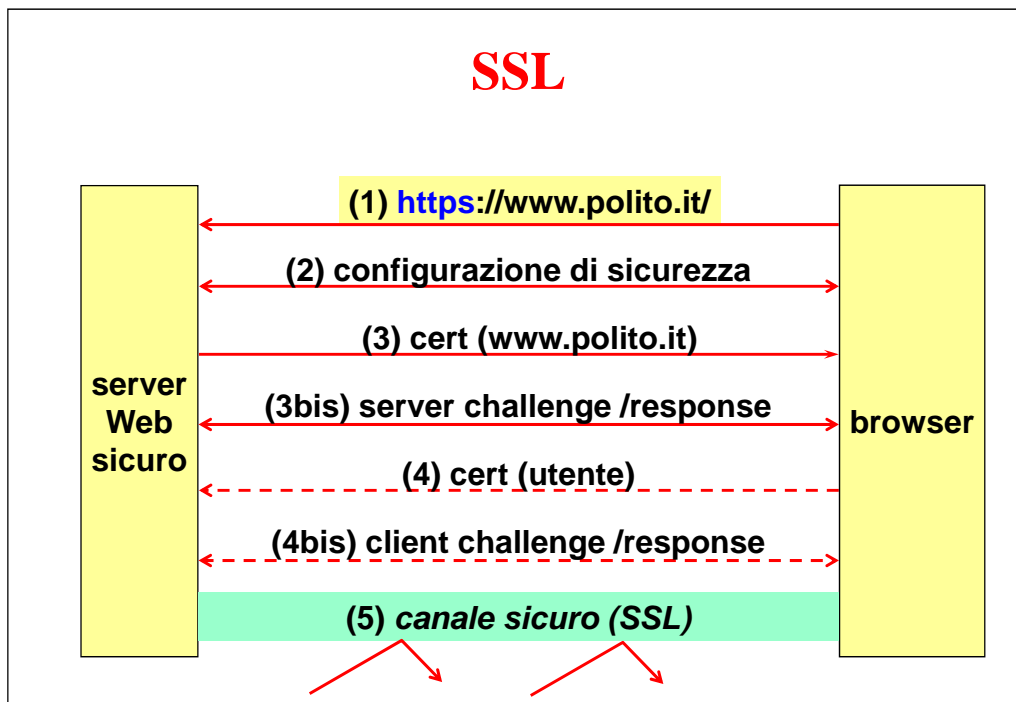 SSL
(1) https://www.polito.it/
(2) configurazione di sicurezza
(3) cert (www.polito.it)
server
Web
sicuro
(3bis) server challenge /response
browser
(4) cert (utente)
(4bis) client challenge /response
(5) canale sicuro (SSL)